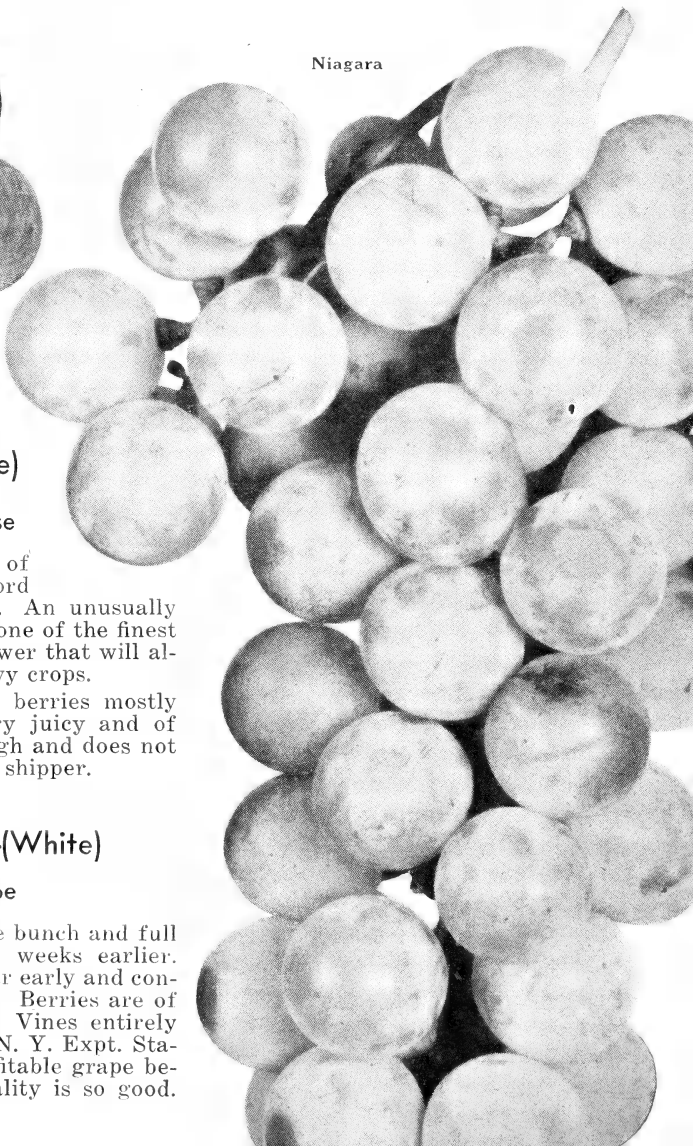 Niagara
e)
se
of
ord
. An unusually
one of the finest
wer that will al-
vy crops.
berries mostly
ry juicy and of
gh and does not
shipper.
(White)
pe
e bunch and full
weeks earlier.
r early and con-
Berries are of
Vines entirely
N. Y. Expt. Sta-
fitable grape be-
ality is so good.